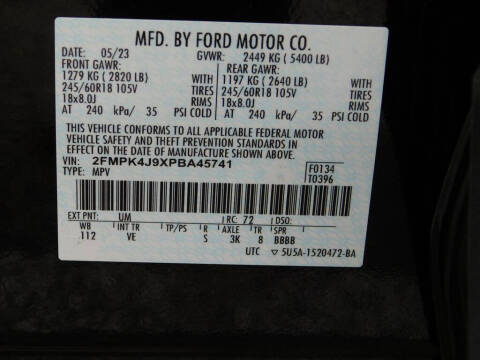 MFD. BY FORD MOTOR CO.
DATE: 05/23 GVWR: 2449 KG ( 5400 LB)
FRONT GAWR: REAR GAWR:
1279 KG ( 2820 LB) WITH 1197 KG ( 2640 LB) WITH
245/60R18 105V TIRES 245/60R18 105V TIRES
18x8.0J RIMS 18x8.0J RIMS
AT 240 kPa/ 35 PSI COLD AT 240 kPa/ 35 PSI COLD
THIS VEHICLE CONFORMS TO ALL APPLICABLE FEDERAL MOTOR
VEHICLE SAFETY AND THEFT PREVENTION STANDARDS IN
EFFECT ON THE DATE OF MANUFACTURE SHOWN ABOVE.
VIN: 2FMPK4J9XPBA45741 F0134
TYPE: MPV T0396
EXT PNT: UM RC: 72 DSO:
WB INT TR TP/PS R AXLE TR SPR
112 VE S 3K 8 BBBB
UTC ▽ 5U5A-1520472-BA